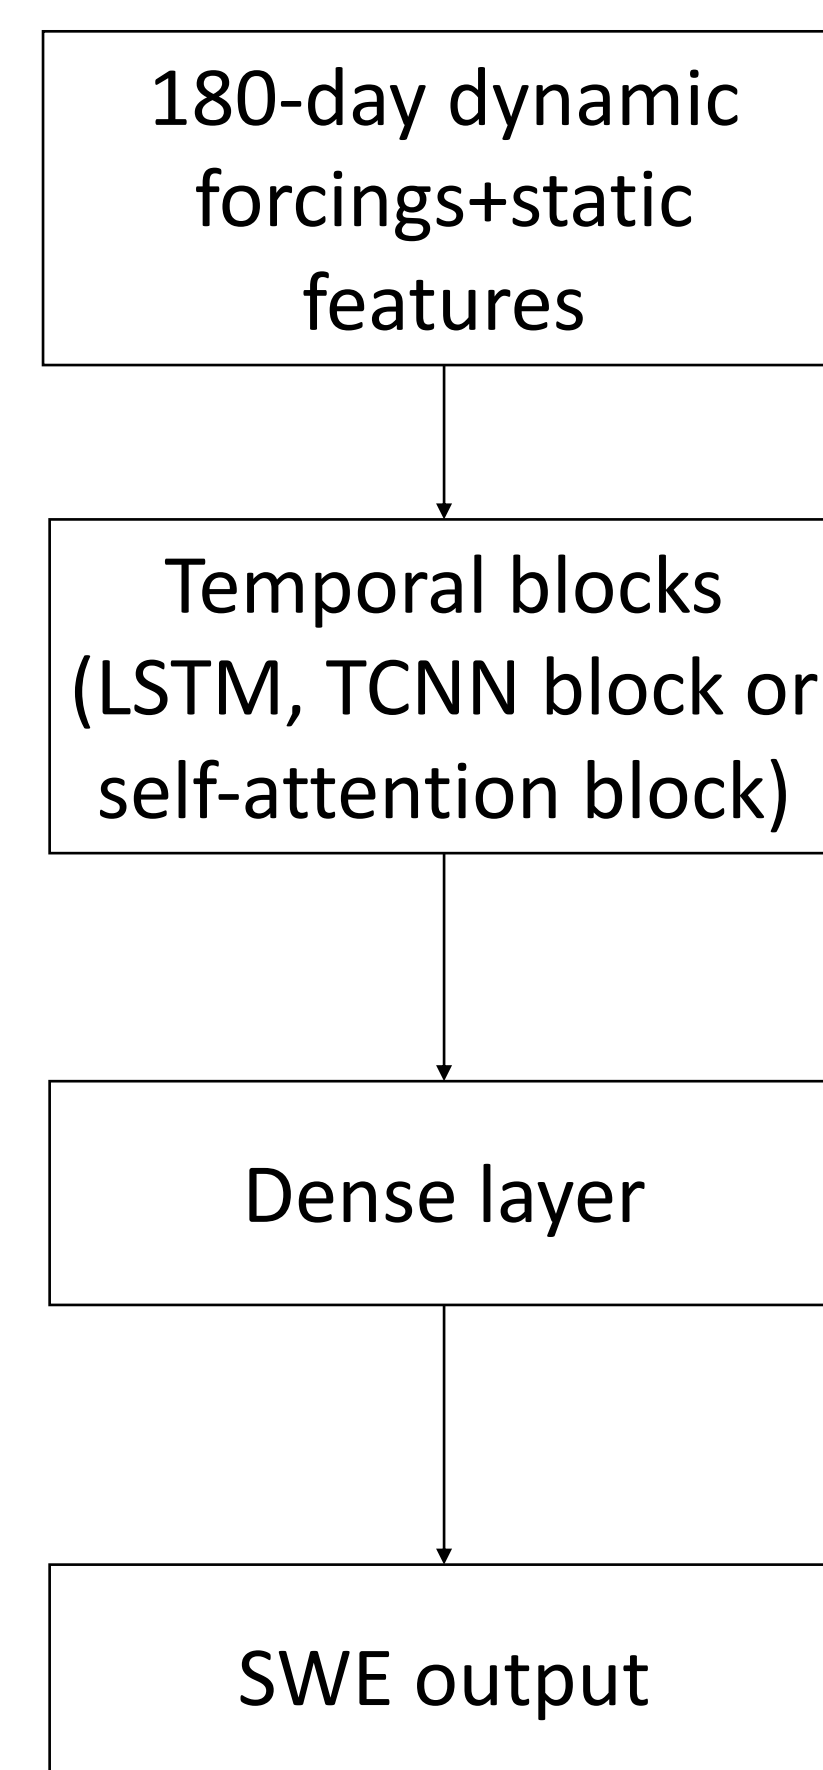 180-day dynamic
forcings+static
features
Temporal blocks
(LSTM, TCNN block or
self-attention block)
Dense layer
SWE output